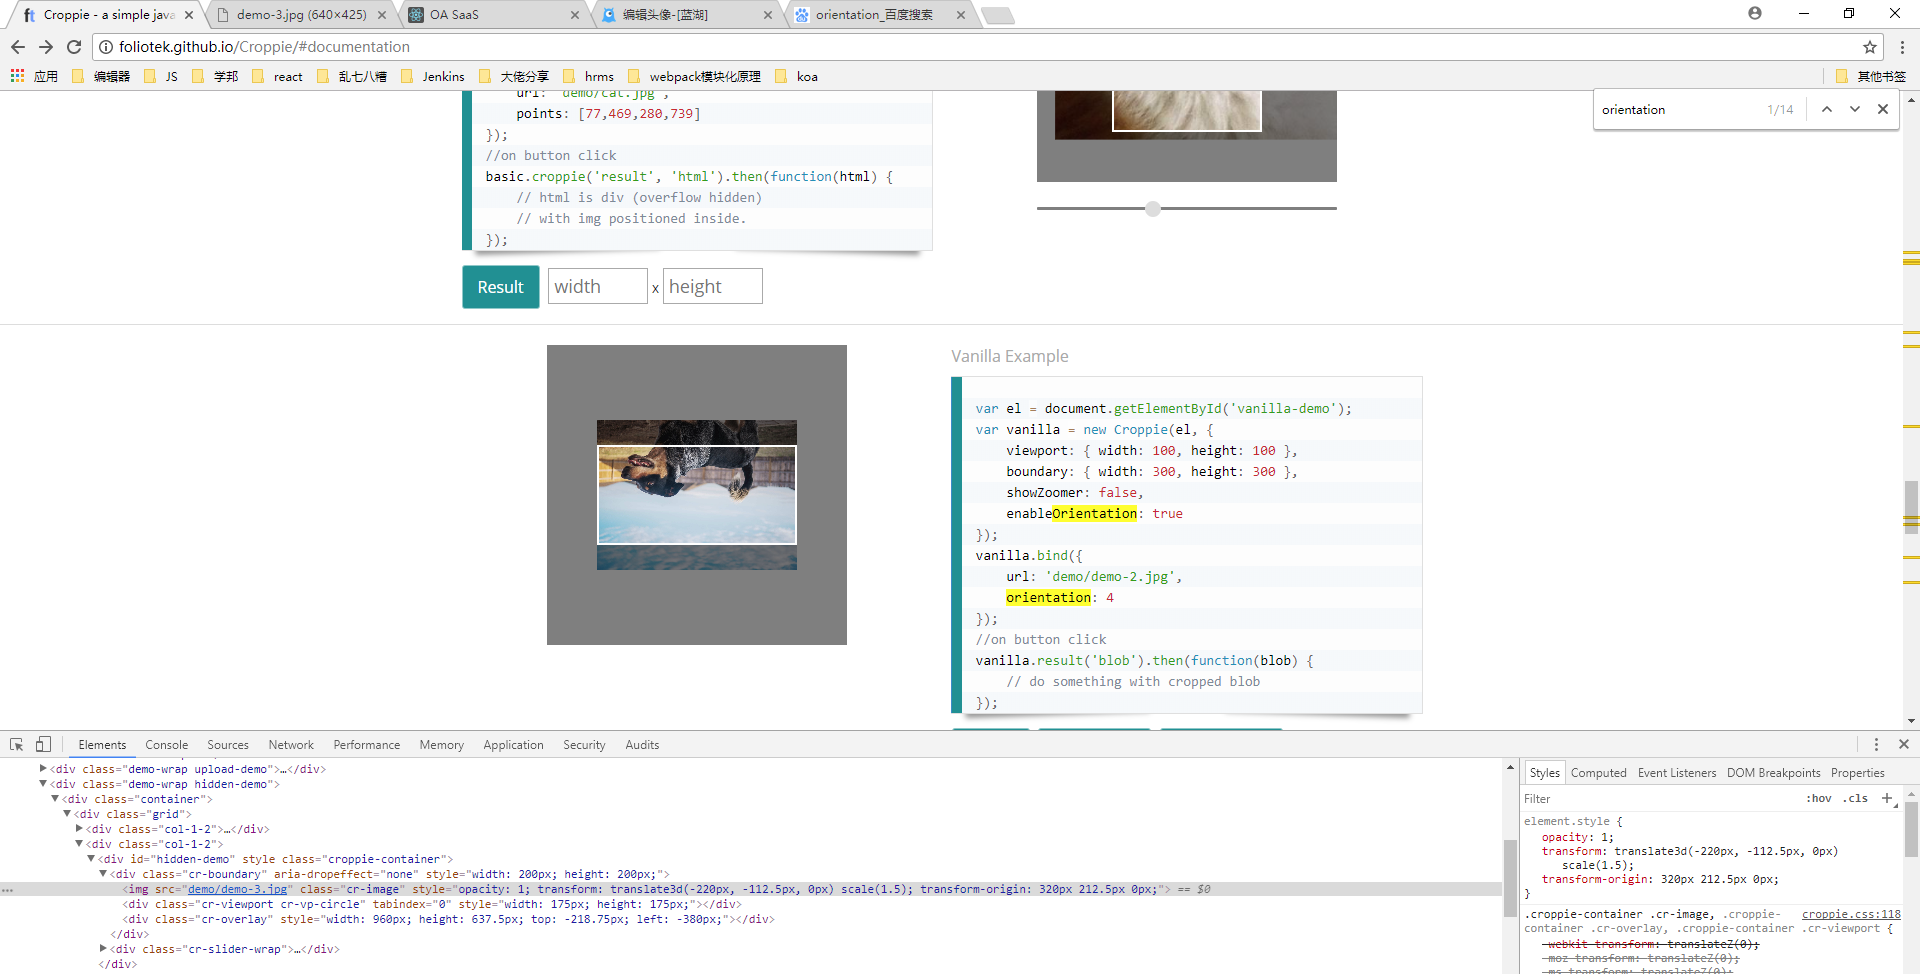 Croppie - a simple java
demo-3.jpg (640×425)
OA SaaS
编辑头像-[蓝湖]
orientation_百度搜索
foliotek.github.io/Croppie/#documentation
应用 编辑器 JS 学邦 react 乱七八糟 Jenkins 大佬分享 hrms webpack模块化原理 koa 其他书签
orientation 1/14
url: 'demo/cat.jpg',
points: [77,469,280,739]
});
//on button click
basic.croppie('result', 'html').then(function(html) {
// html is div (overflow hidden)
// with img positioned inside.
});
Result width x height
Vanilla Example
var el = document.getElementById('vanilla-demo');
var vanilla = new Croppie(el, {
viewport: { width: 100, height: 100 },
boundary: { width: 300, height: 300 },
showZoomer: false,
enableOrientation: true
});
vanilla.bind({
url: 'demo/demo-2.jpg',
orientation: 4
});
//on button click
vanilla.result('blob').then(function(blob) {
// do something with cropped blob
});
Elements Console Sources Network Performance Memory Application Security Audits
<div class="demo-wrap upload-demo">…</div>
<div class="demo-wrap hidden-demo">
<div class="container">
<div class="grid">
<div class="col-1-2">…</div>
<div class="col-1-2">
<div id="hidden-demo" style class="croppie-container">
<div class="cr-boundary" aria-dropeffect="none" style="width: 200px; height: 200px;">
<img src="demo/demo-3.jpg" class="cr-image" style="opacity: 1; transform: translate3d(-220px, -112.5px, 0px) scale(1.5); transform-origin: 320px 212.5px 0px;"> == $0
<div class="cr-viewport cr-vp-circle" tabindex="0" style="width: 175px; height: 175px;"></div>
<div class="cr-overlay" style="width: 960px; height: 637.5px; top: -218.75px; left: -380px;"></div>
</div>
<div class="cr-slider-wrap">…</div>
</div>
Styles Computed Event Listeners DOM Breakpoints Properties
Filter :hov .cls +
element.style {
opacity: 1;
transform: translate3d(-220px, -112.5px, 0px)
scale(1.5);
transform-origin: 320px 212.5px 0px;
}
.croppie-container .cr-image, .croppie- croppie.css:118
container .cr-overlay, .croppie-container .cr-viewport {
-webkit-transform: translateZ(0);
-moz-transform: translateZ(0);
-ms-transform: translateZ(0);